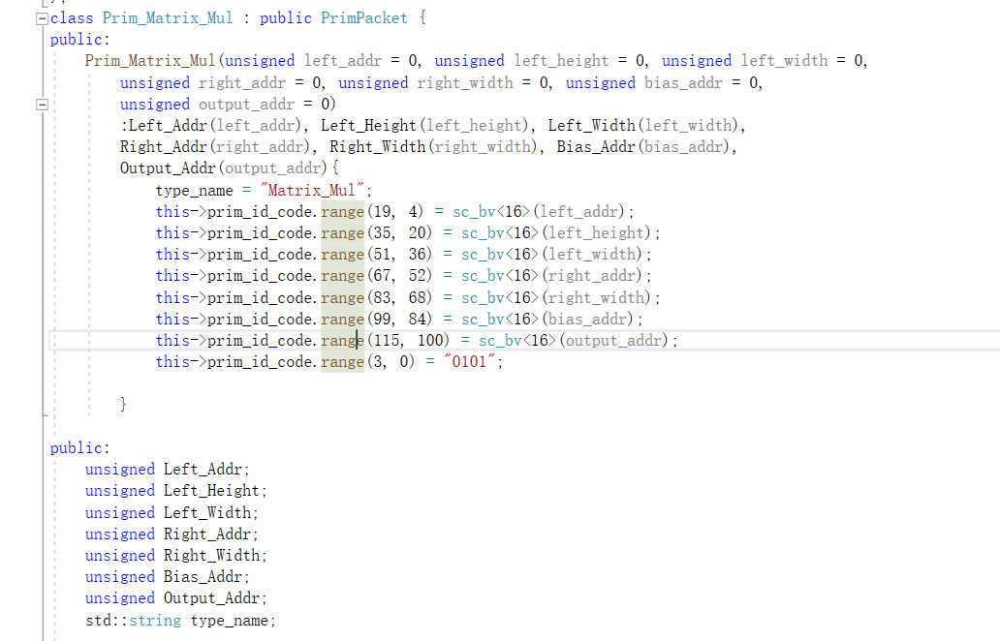 class Prim_Matrix_Mul : public PrimPacket {
public:
    Prim_Matrix_Mul(unsigned left_addr = 0, unsigned left_height = 0, unsigned left_width = 0,
        unsigned right_addr = 0, unsigned right_width = 0, unsigned bias_addr = 0,
        unsigned output_addr = 0)
        :Left_Addr(left_addr), Left_Height(left_height), Left_Width(left_width),
        Right_Addr(right_addr), Right_Width(right_width), Bias_Addr(bias_addr),
        Output_Addr(output_addr){
            type_name = "Matrix_Mul";
            this->prim_id_code.range(19, 4) = sc_bv<16>(left_addr);
            this->prim_id_code.range(35, 20) = sc_bv<16>(left_height);
            this->prim_id_code.range(51, 36) = sc_bv<16>(left_width);
            this->prim_id_code.range(67, 52) = sc_bv<16>(right_addr);
            this->prim_id_code.range(83, 68) = sc_bv<16>(right_width);
            this->prim_id_code.range(99, 84) = sc_bv<16>(bias_addr);
            this->prim_id_code.range(115, 100) = sc_bv<16>(output_addr);
            this->prim_id_code.range(3, 0) = "0101";
        }
public:
    unsigned Left_Addr;
    unsigned Left_Height;
    unsigned Left_Width;
    unsigned Right_Addr;
    unsigned Right_Width;
    unsigned Bias_Addr;
    unsigned Output_Addr;
    std::string type_name;